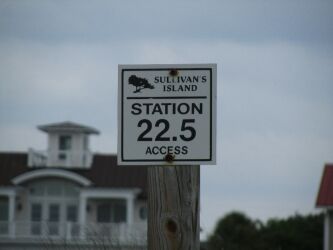 SULLIVAN'S
ISLAND
STATION
22.5
ACCESS